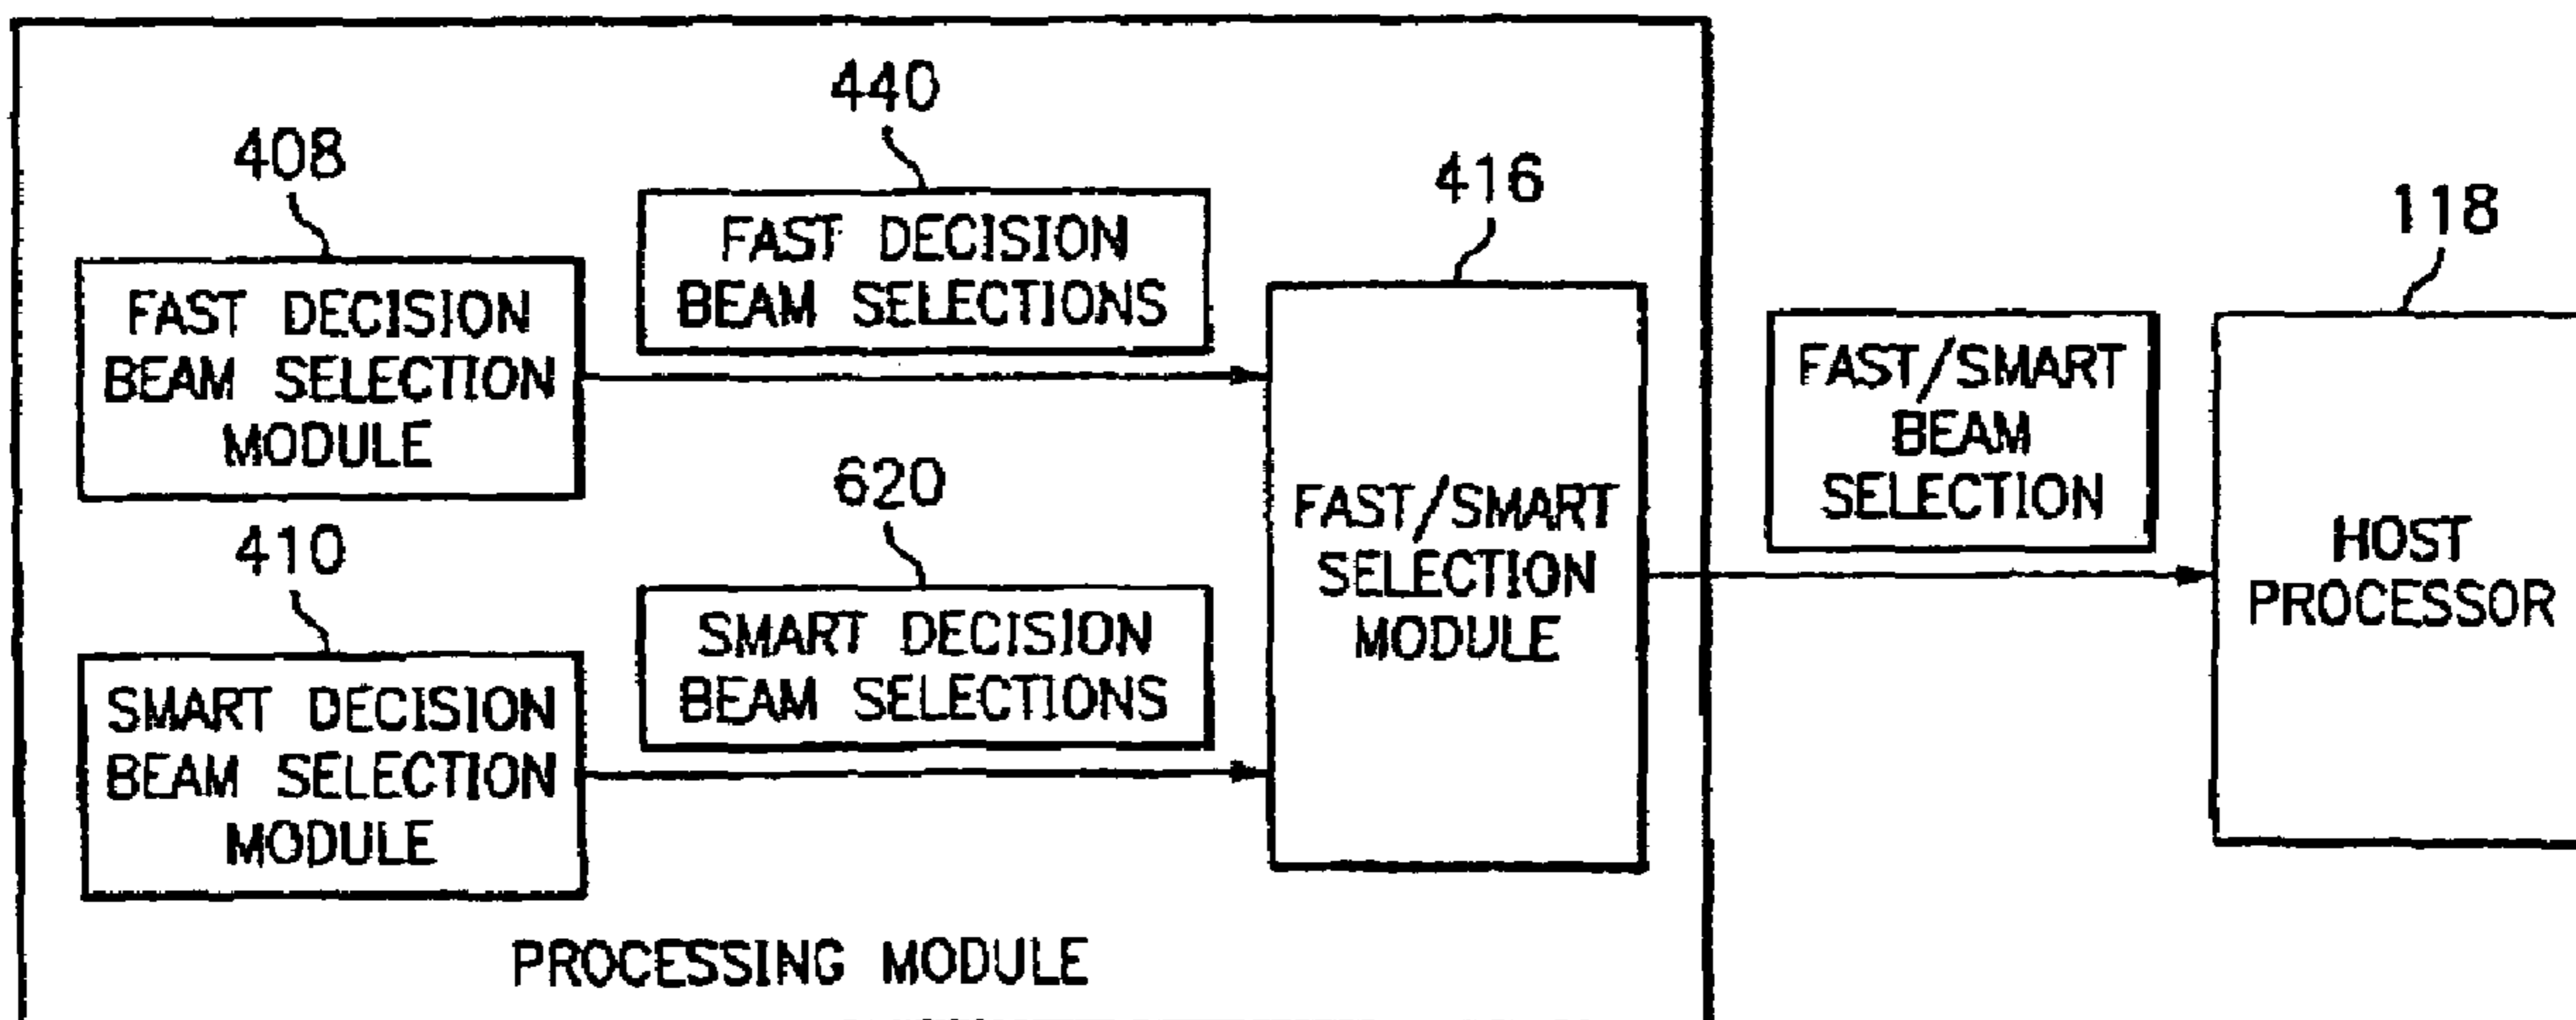 440
408
416
118
FAST DECISION
BEAM SELECTIONS
FAST DECISION
BEAM SELECTION
MODULE
FAST/SMART
BEAM
SELECTION
620
410
FAST/SMART
SELECTION
MODULE
HOST
PROCESSOR
SMART DECISION
BEAM SELECTIONS
SMART DECISION
BEAM SELECTION
MODULE
PROCESSING MODULE